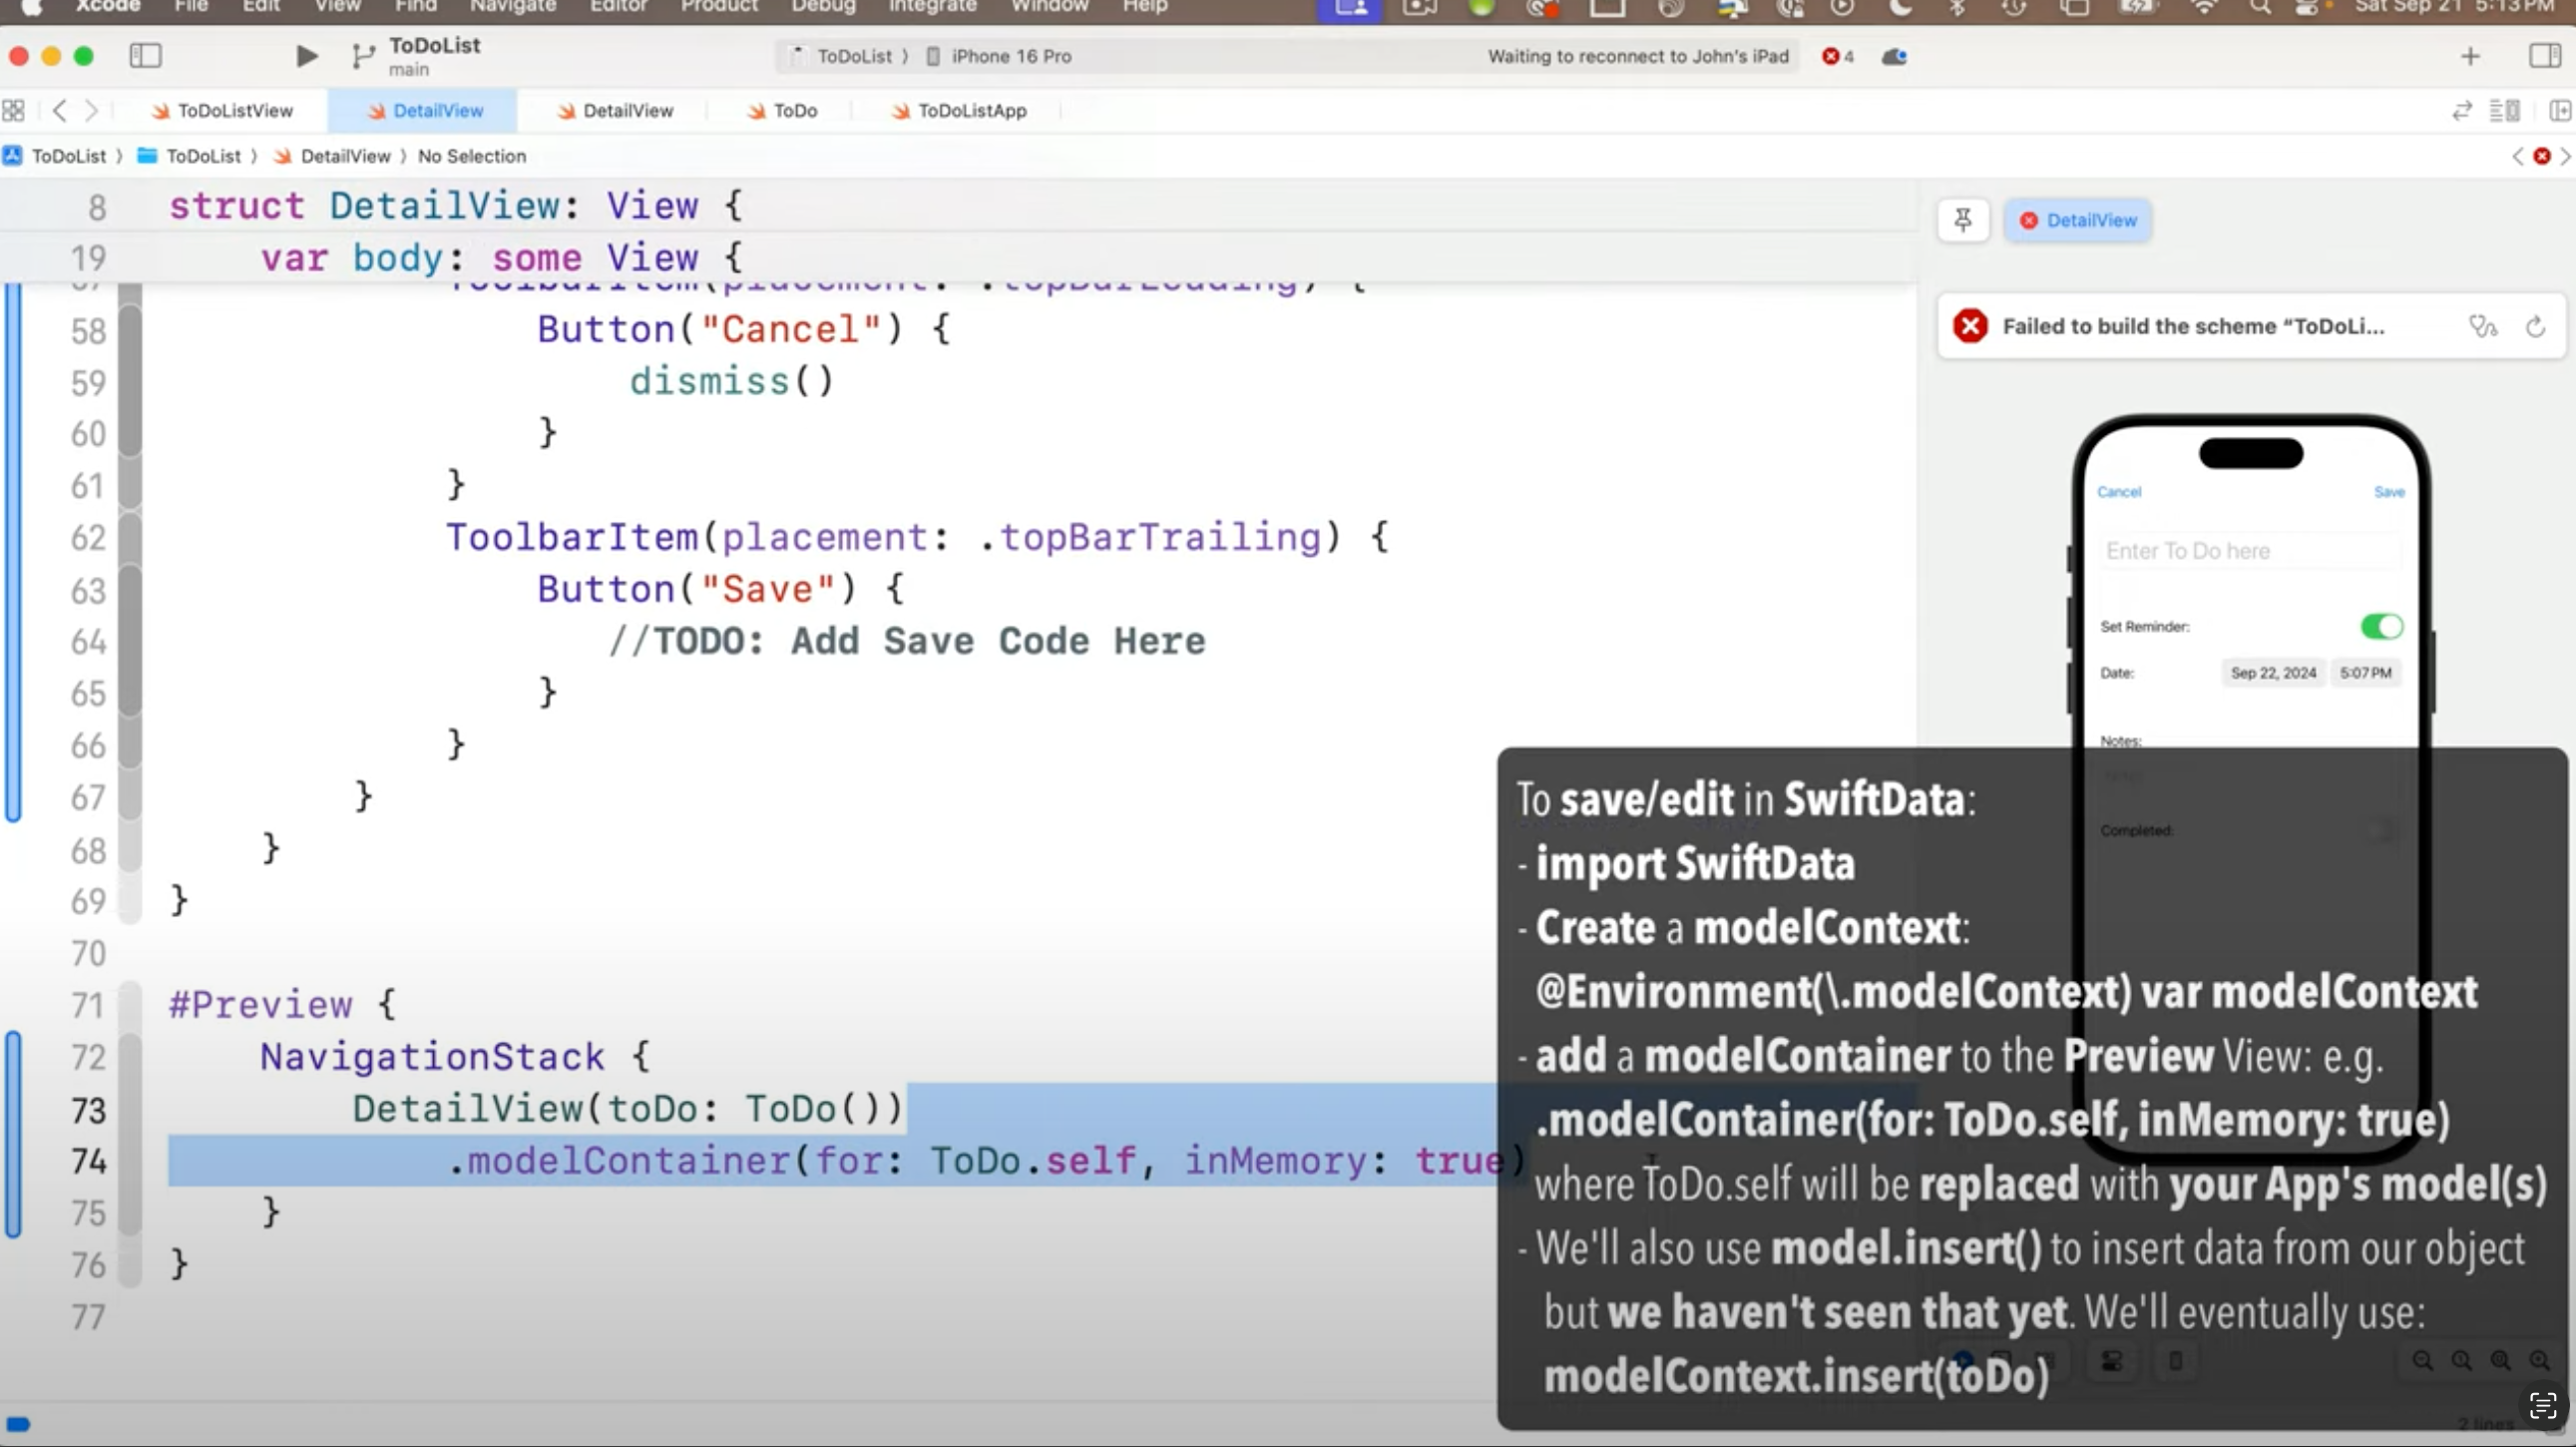 Xcode File Edit View Find Navigate Editor Product Debug Integrate Window Help Sat Sep 21 5:13 PM
ToDoList
main
ToDoList 〉 iPhone 16 Pro
Waiting to reconnect to John's iPad
4
ToDoListView DetailView DetailView ToDo ToDoListApp
ToDoList 〉 ToDoList 〉 DetailView 〉 No Selection
8 struct DetailView: View {
19 var body: some View {
57 ToolbarItem(placement: .topBarLeading) {
58 Button("Cancel") {
59 dismiss()
60 }
61 }
62 ToolbarItem(placement: .topBarTrailing) {
63 Button("Save") {
64 //TODO: Add Save Code Here
65 }
66 }
67 }
68 }
69 }
70
71 #Preview {
72 NavigationStack {
73 DetailView(toDo: ToDo())
74 .modelContainer(for: ToDo.self, inMemory: true)
75 }
76 }
77
DetailView
Failed to build the scheme “ToDoLi...
Cancel Save
Enter To Do here
Set Reminder:
Date: Sep 22, 2024 5:07 PM
Notes:
Completed:
To save/edit in SwiftData:
- import SwiftData
- Create a modelContext:
@Environment(\.modelContext) var modelContext
- add a modelContainer to the Preview View: e.g.
.modelContainer(for: ToDo.self, inMemory: true)
where ToDo.self will be replaced with your App's model(s)
- We'll also use model.insert() to insert data from our object
but we haven't seen that yet. We'll eventually use:
modelContext.insert(toDo)
2 lines